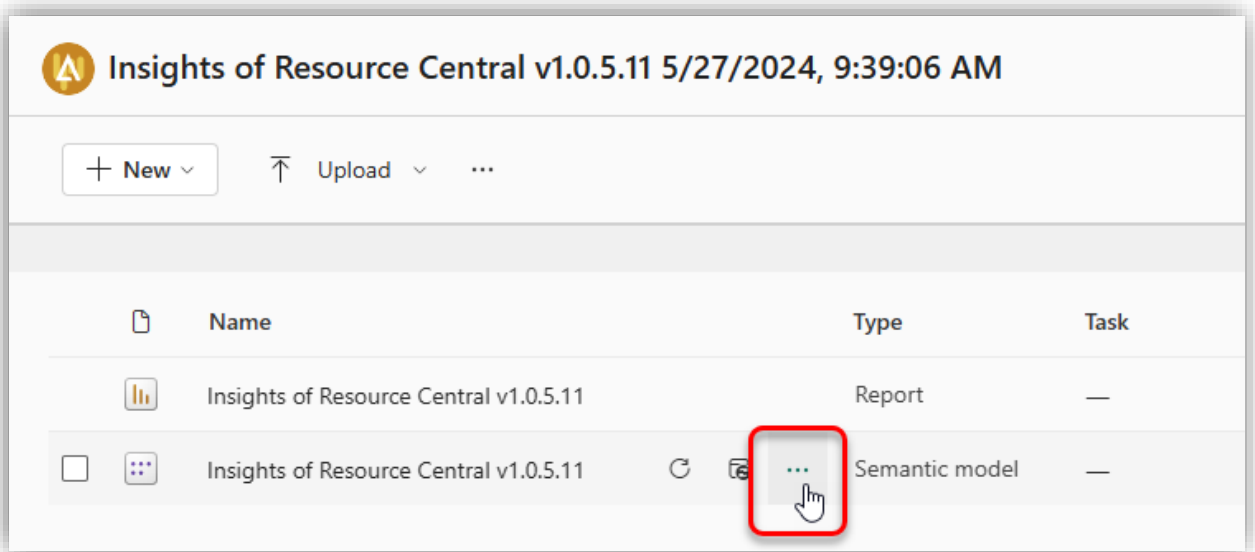 Insights of Resource Central v1.0.5.11 5/27/2024, 9:39:06 AM
New Upload ...
Name Type Task
Insights of Resource Central v1.0.5.11 Report —
Insights of Resource Central v1.0.5.11 ... Semantic model —